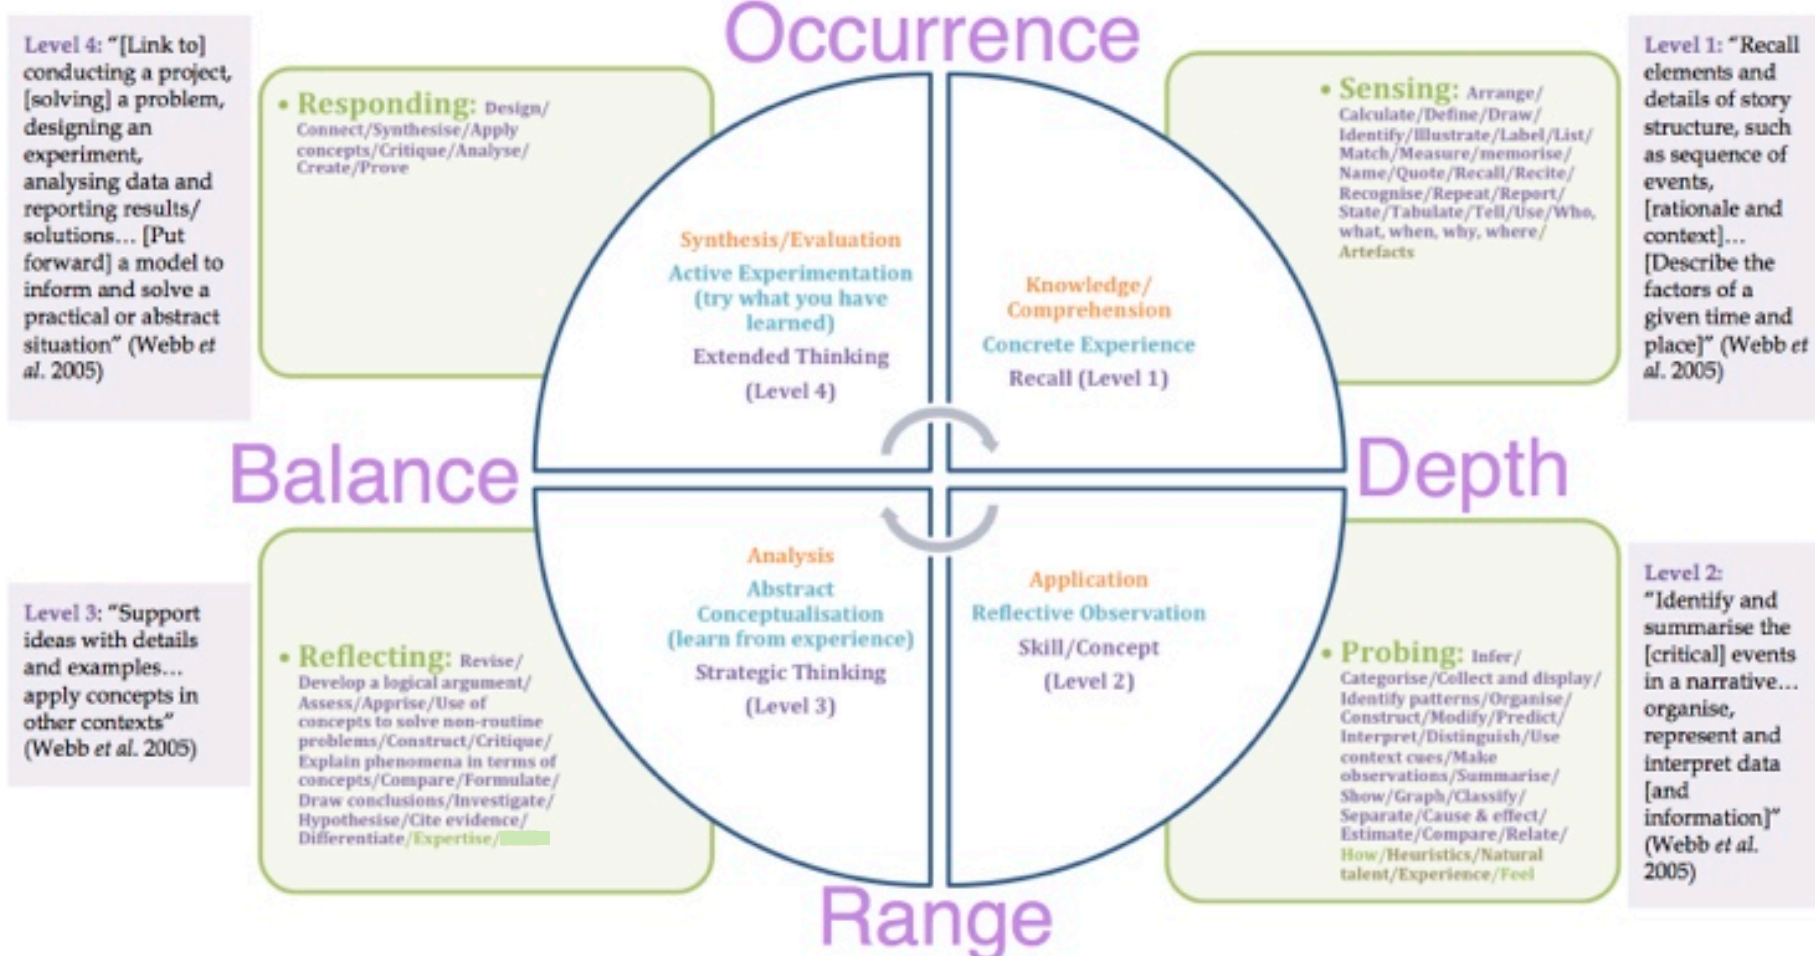 Occurrence
Level 4: “[Link to]
conducting a project,
[solving] a problem,
designing an
experiment,
analysing data and
reporting results/
solutions… [Put
forward] a model to
inform and solve a
practical or abstract
situation” (Webb et
al. 2005)
• Responding: Design/
Connect/Synthesise/Apply
concepts/Critique/Analyse/
Create/Prove
Synthesis/Evaluation
Active Experimentation
(try what you have
learned)
Extended Thinking
(Level 4)
Knowledge/
Comprehension
Concrete Experience
Recall (Level 1)
• Sensing: Arrange/
Calculate/Define/Draw/
Identify/Illustrate/Label/List/
Match/Measure/memorise/
Name/Quote/Recall/Recite/
Recognise/Repeat/Report/
State/Tabulate/Tell/Use/Who,
what, when, why, where/
Artefacts
Level 1: “Recall
elements and
details of story
structure, such
as sequence of
events,
[rationale and
context]…
[Describe the
factors of a
given time and
place]” (Webb et
al. 2005)
Balance
Depth
Level 3: “Support
ideas with details
and examples…
apply concepts in
other contexts”
(Webb et al. 2005)
• Reflecting: Revise/
Develop a logical argument/
Assess/Apprise/Use of
concepts to solve non-routine
problems/Construct/Critique/
Explain phenomena in terms of
concepts/Compare/Formulate/
Draw conclusions/Investigate/
Hypothesise/Cite evidence/
Differentiate/Expertise/
Analysis
Abstract
Conceptualisation
(learn from experience)
Strategic Thinking
(Level 3)
Application
Reflective Observation
Skill/Concept
(Level 2)
• Probing: Infer/
Categorise/Collect and display/
Identify patterns/Organise/
Construct/Modify/Predict/
Interpret/Distinguish/Use
context cues/Make
observations/Summarise/
Show/Graph/Classify/
Separate/Cause & effect/
Estimate/Compare/Relate/
How/Heuristics/Natural
talent/Experience/Feel
Level 2:
“Identify and
summarise the
[critical] events
in a narrative…
organise,
represent and
interpret data
[and
information]”
(Webb et al.
2005)
Range